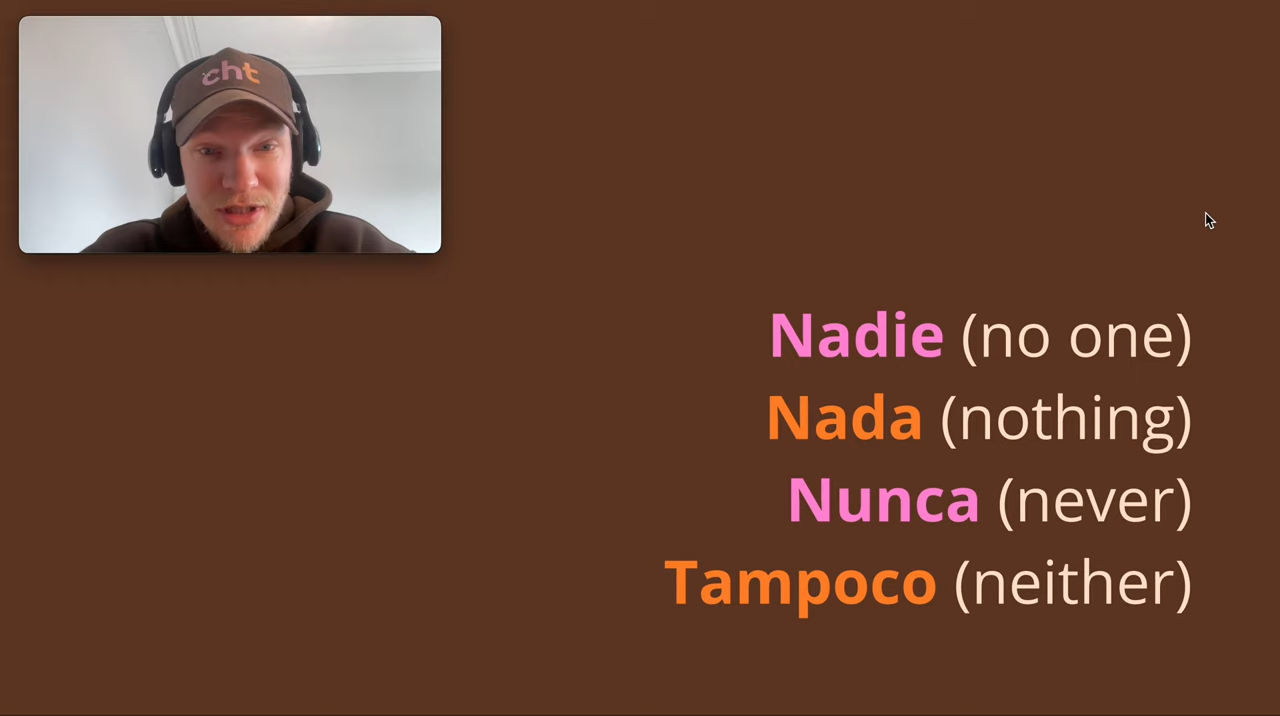 cht
Nadie (no one)
Nada (nothing)
Nunca (never)
Tampoco (neither)